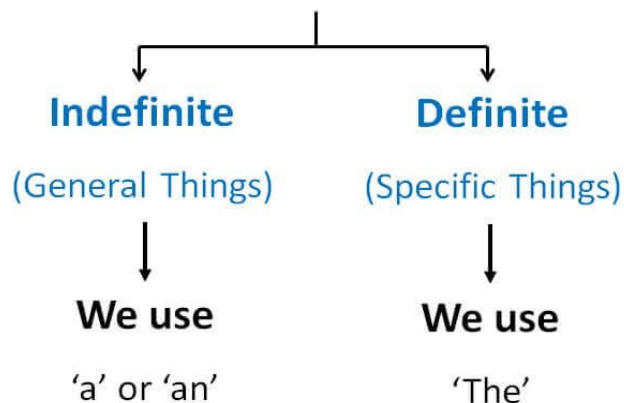 Indefinite
(General Things)
We use
‘a’ or ‘an’
Definite
(Specific Things)
We use
‘The’